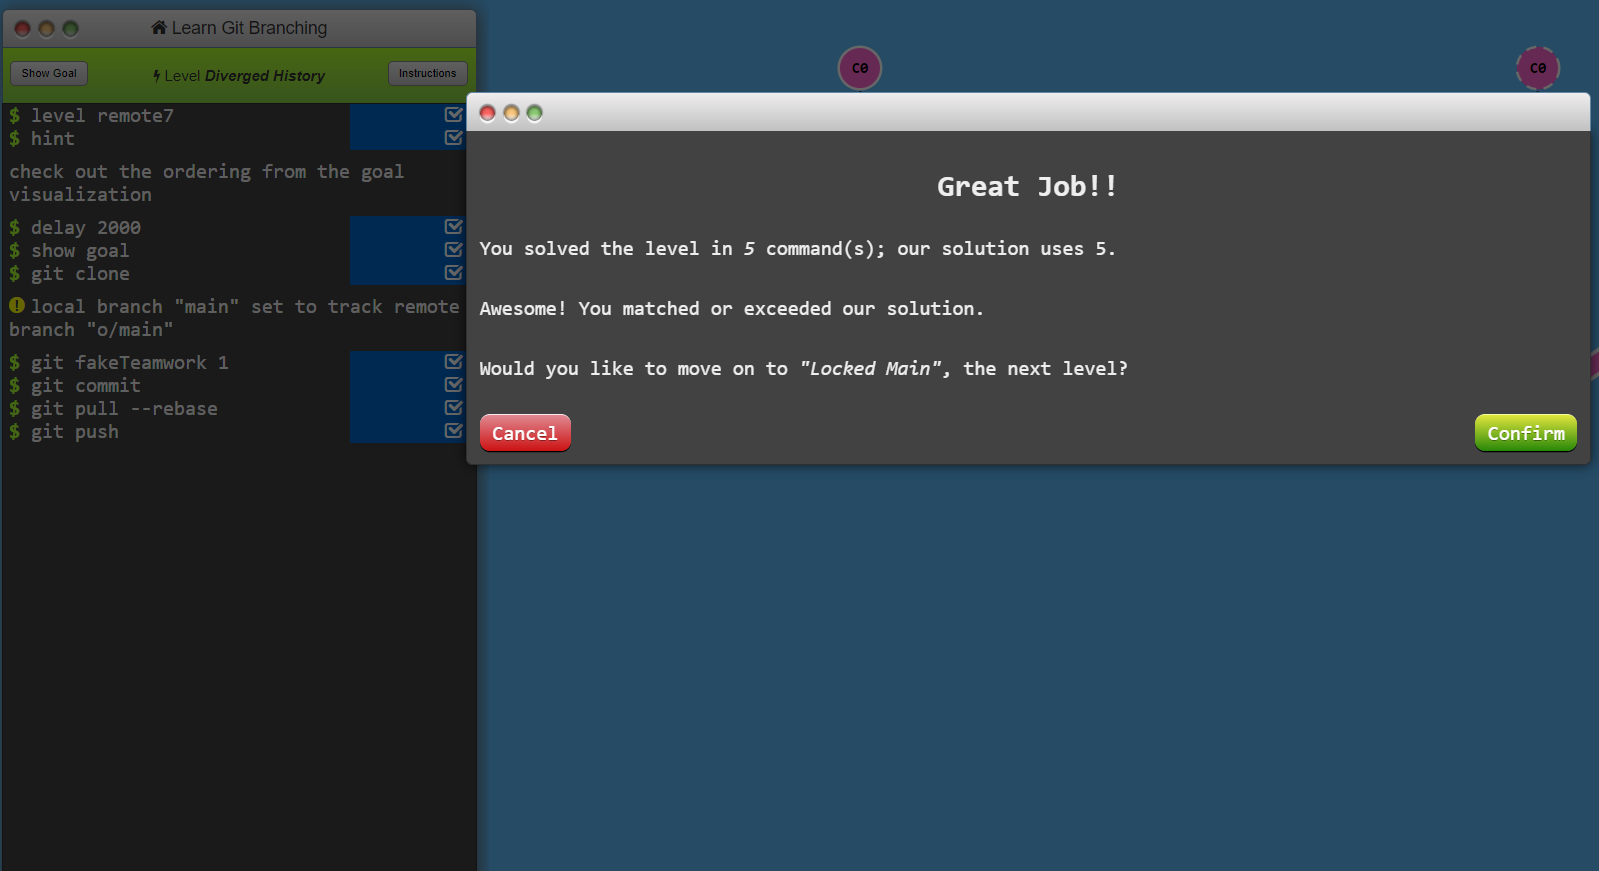 Learn Git Branching
Show Goal
Level Diverged History
Instructions
$ level remote7
$ hint
check out the ordering from the goal
visualization
$ delay 2000
$ show goal
$ git clone
local branch "main" set to track remote
branch "o/main"
$ git fakeTeamwork 1
$ git commit
$ git pull --rebase
$ git push
C0
C0
Great Job!!
You solved the level in 5 command(s); our solution uses 5.
Awesome! You matched or exceeded our solution.
Would you like to move on to "Locked Main", the next level?
Cancel
Confirm